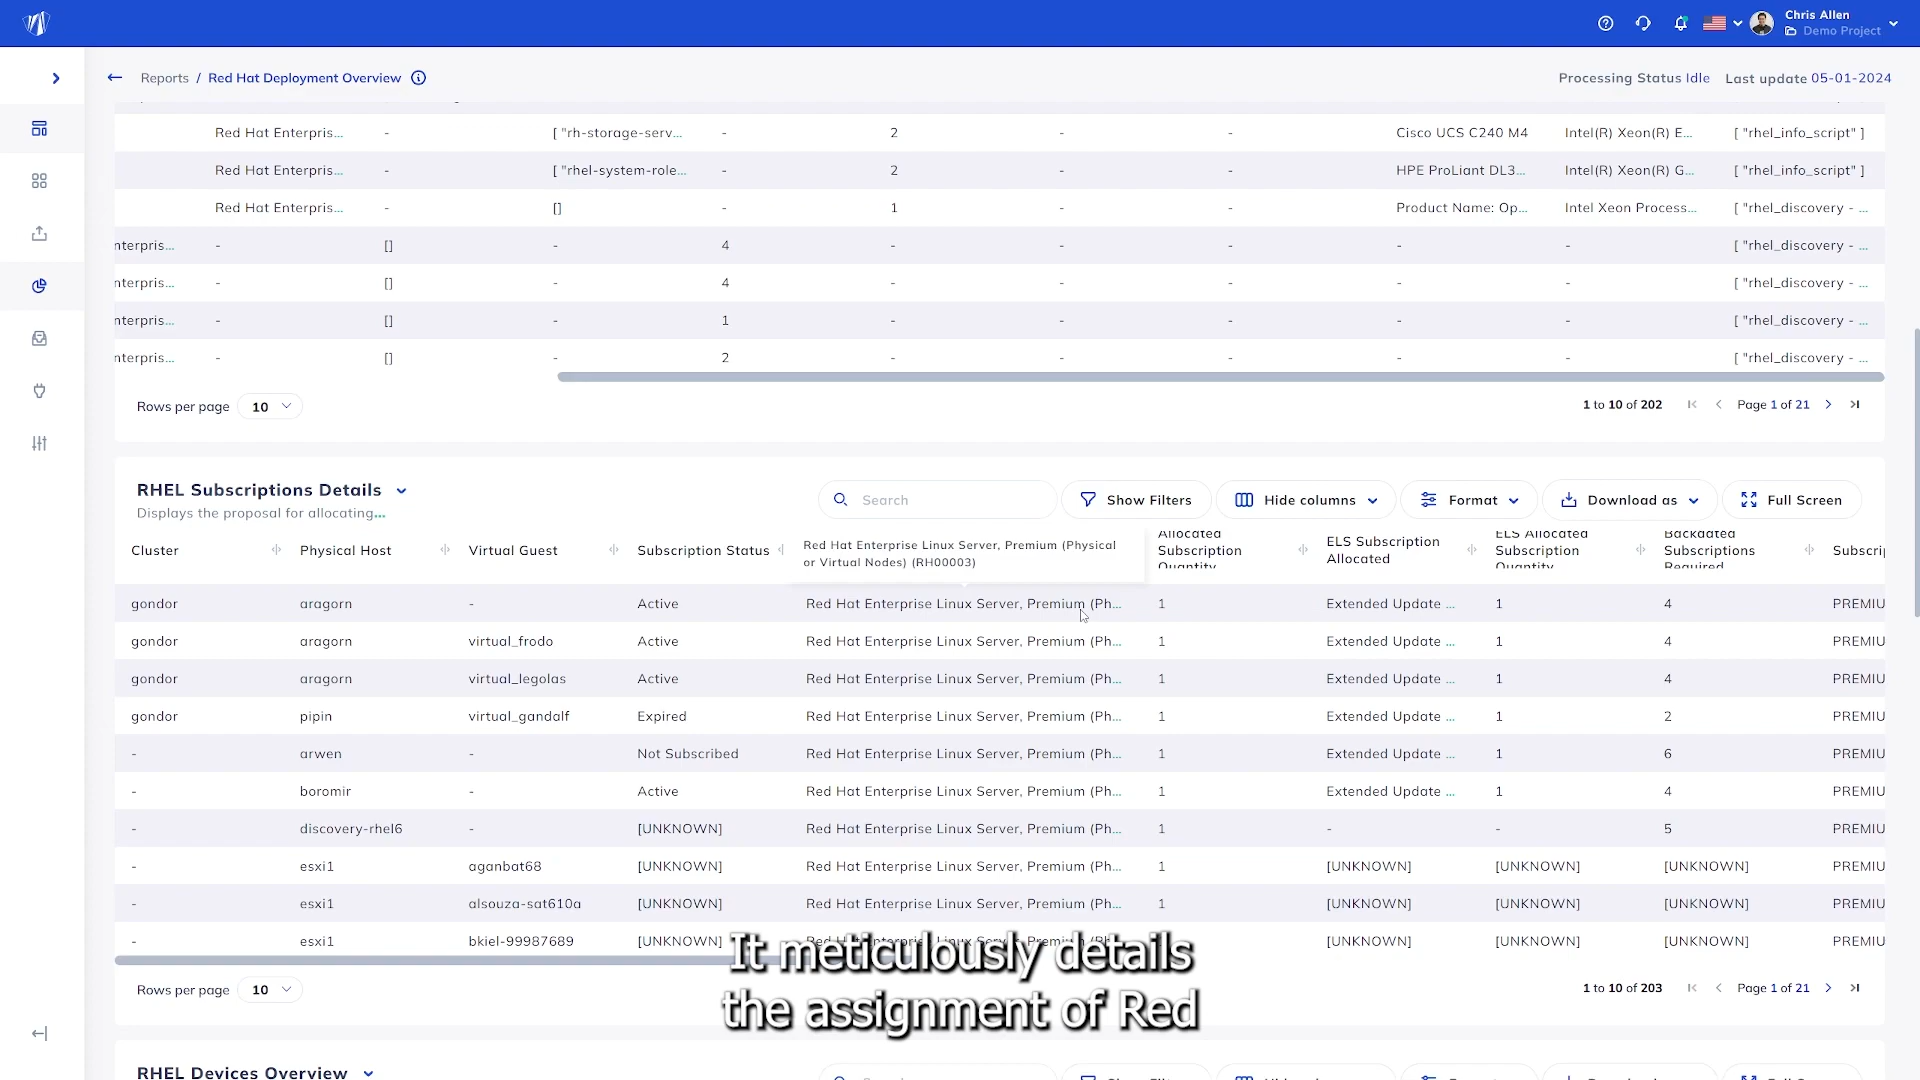 Chris Allen
Demo Project
Reports / Red Hat Deployment Overview
Processing Status Idle Last update 05-01-2024
Red Hat Enterpris... - [ "rh-storage-serv... - 2 - - Cisco UCS C240 M4 Intel(R) Xeon(R) E... [ "rhel_info_script" ]
Red Hat Enterpris... - [ "rhel-system-role... - 2 - - HPE ProLiant DL3... Intel(R) Xeon(R) G... [ "rhel_info_script" ]
Red Hat Enterpris... - [] - 1 - - Product Name: Op... Intel Xeon Process... [ "rhel_discovery - ...
nterpris... - [] - 4 - - - - - [ "rhel_discovery - ...
nterpris... - [] - 4 - - - - - [ "rhel_discovery - ...
nterpris... - [] - 1 - - - - - [ "rhel_discovery - ...
nterpris... - [] - 2 - - - - - [ "rhel_discovery - ...
Rows per page 10 1 to 10 of 202 Page 1 of 21
RHEL Subscriptions Details
Displays the proposal for allocating...
Search Show Filters Hide columns Format Download as Full Screen
Cluster Physical Host Virtual Guest Subscription Status
Red Hat Enterprise Linux Server, Premium (Physical
or Virtual Nodes) (RH00003)
Allocated
Subscription
Quantity
ELS Subscription
Allocated
ELS Allocated
Subscription
Quantity
Backdated
Subscriptions
Required
Subscrip
gondor aragorn - Active Red Hat Enterprise Linux Server, Premium (Ph... 1 Extended Update ... 1 4 PREMIU
gondor aragorn virtual_frodo Active Red Hat Enterprise Linux Server, Premium (Ph... 1 Extended Update ... 1 4 PREMIU
gondor aragorn virtual_legolas Active Red Hat Enterprise Linux Server, Premium (Ph... 1 Extended Update ... 1 4 PREMIU
gondor pipin virtual_gandalf Expired Red Hat Enterprise Linux Server, Premium (Ph... 1 Extended Update ... 1 2 PREMIU
- arwen - Not Subscribed Red Hat Enterprise Linux Server, Premium (Ph... 1 Extended Update ... 1 6 PREMIU
- boromir - Active Red Hat Enterprise Linux Server, Premium (Ph... 1 Extended Update ... 1 4 PREMIU
- discovery-rhel6 - [UNKNOWN] Red Hat Enterprise Linux Server, Premium (Ph... 1 - - 5 PREMIU
- esxi1 aganbat68 [UNKNOWN] Red Hat Enterprise Linux Server, Premium (Ph... 1 [UNKNOWN] [UNKNOWN] [UNKNOWN] PREMIU
- esxi1 alsouza-sat610a [UNKNOWN] Red Hat Enterprise Linux Server, Premium (Ph... 1 [UNKNOWN] [UNKNOWN] [UNKNOWN] PREMIU
- esxi1 bkiel-99987689 [UNKNOWN] [UNKNOWN] [UNKNOWN] [UNKNOWN] PREMIU
It meticulously details
the assignment of Red
Rows per page 10 1 to 10 of 203 Page 1 of 21
RHEL Devices Overview